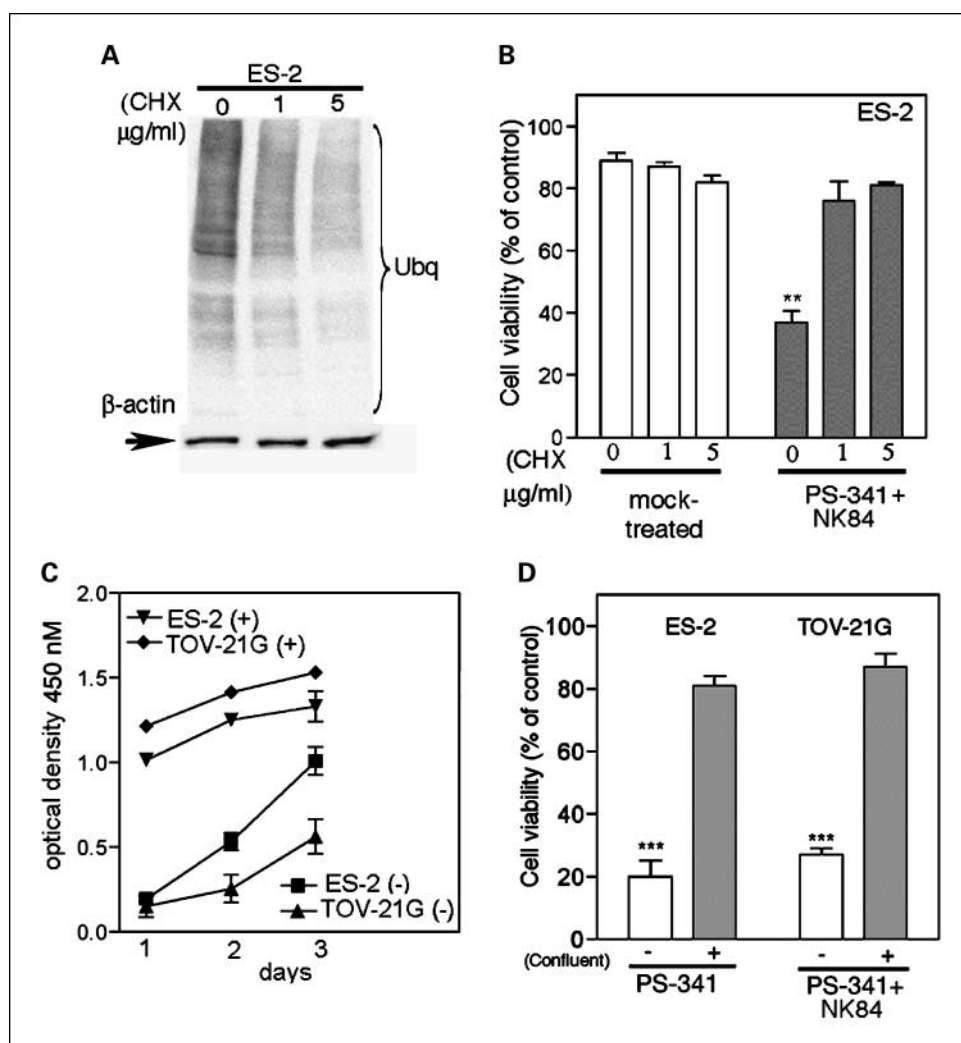 A
ES-2
(CHX
μg/ml)
0 1 5
Ubq
β-actin
B
ES-2
Cell viability (% of control)
100
80
60
40
20
0
**
(CHX
μg/ml)
0 1 5 0 1 5
mock-
treated
PS-341+
NK84
C
optical density 450 nM
2.0
1.5
1.0
0.5
0.0
ES-2 (+)
TOV-21G (+)
ES-2 (-)
TOV-21G (-)
1 2 3
days
D
ES-2 TOV-21G
Cell viability (% of control)
100
80
60
40
20
0
*** ***
(Confluent) - + - +
PS-341
PS-341+
NK84